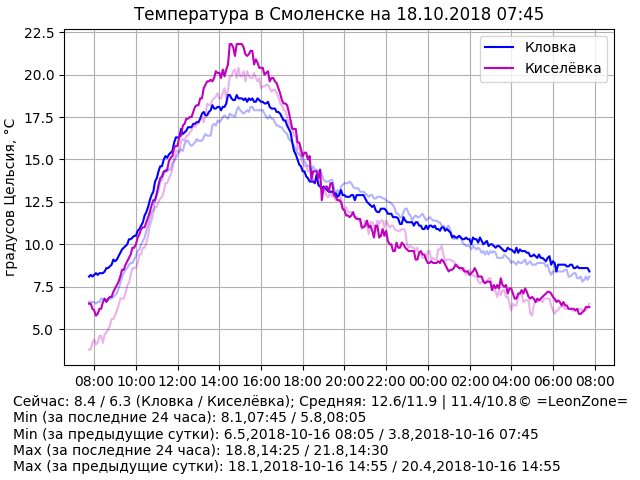 Температура в Смоленске на 18.10.2018 07:45
градусов Цельсия, °C
22.5
20.0
17.5
15.0
12.5
10.0
7.5
5.0
Кловка
Киселёвка
08:00 10:00 12:00 14:00 16:00 18:00 20:00 22:00 00:00 02:00 04:00 06:00 08:00
Сейчас: 8.4 / 6.3 (Кловка / Киселёвка); Средняя: 12.6/11.9 | 11.4/10.8© =LeonZone=
Min (за последние 24 часа): 8.1,07:45 / 5.8,08:05
Min (за предыдущие сутки): 6.5,2018-10-16 08:05 / 3.8,2018-10-16 07:45
Max (за последние 24 часа): 18.8,14:25 / 21.8,14:30
Max (за предыдущие сутки): 18.1,2018-10-16 14:55 / 20.4,2018-10-16 14:55